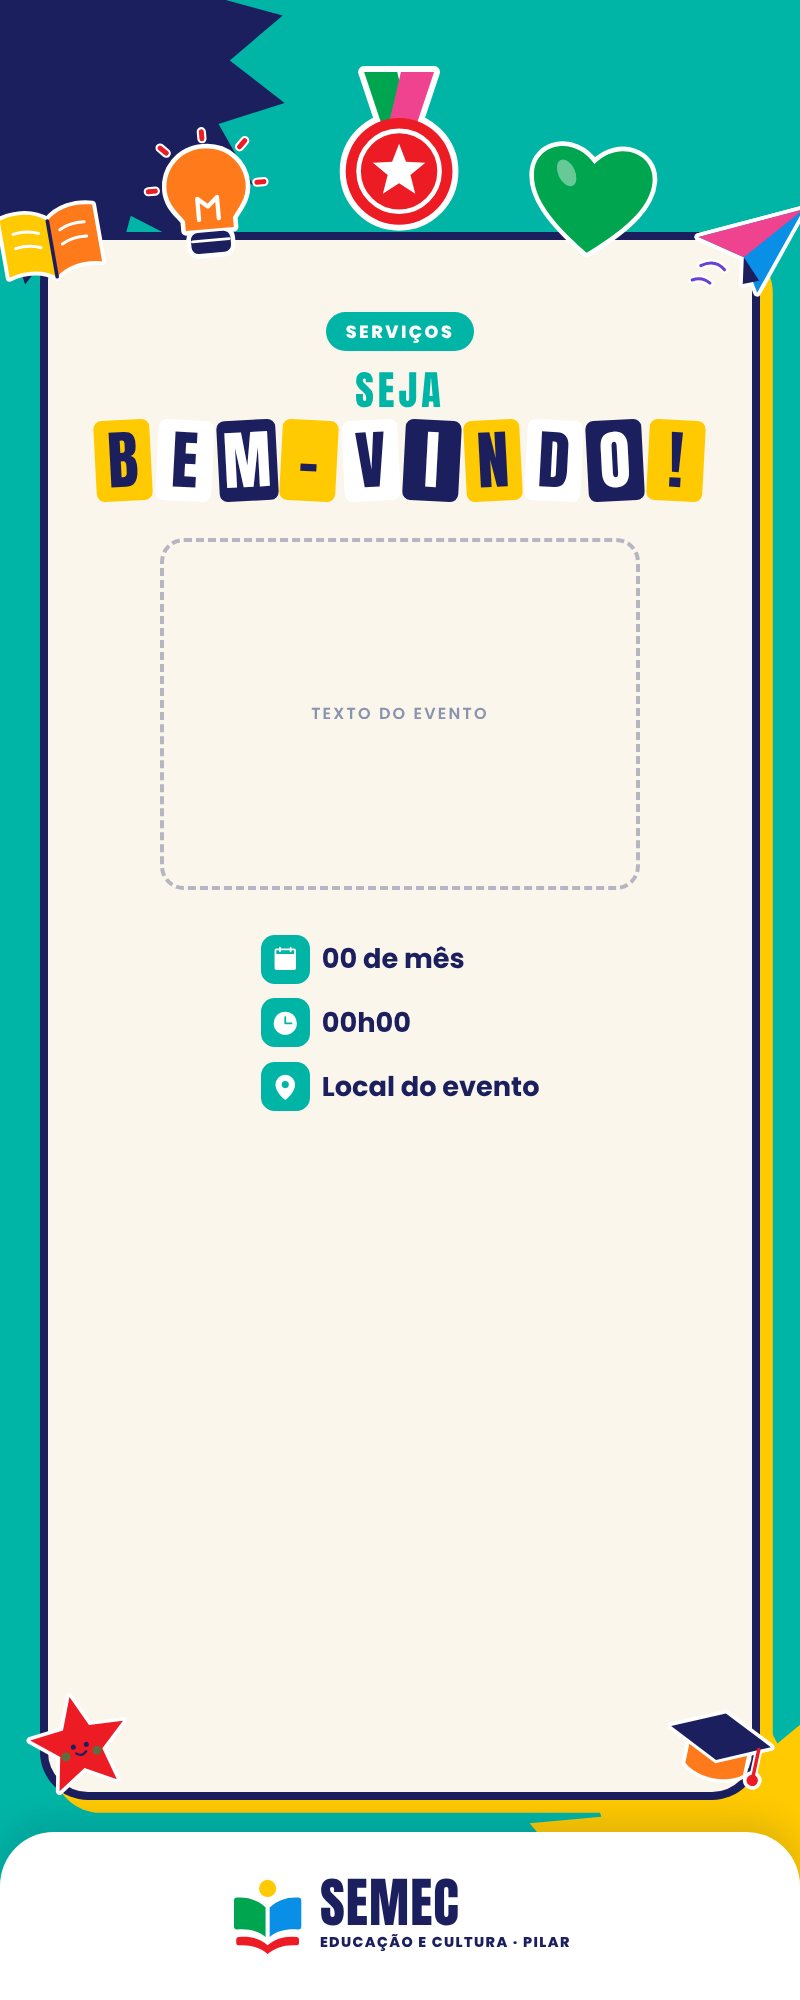 M
SERVIÇOS
SEJA
BEM-VINDO!
TEXTO DO EVENTO
00 de mês
00h00
Local do evento
SEMEC
EDUCAÇÃO E CULTURA · PILAR